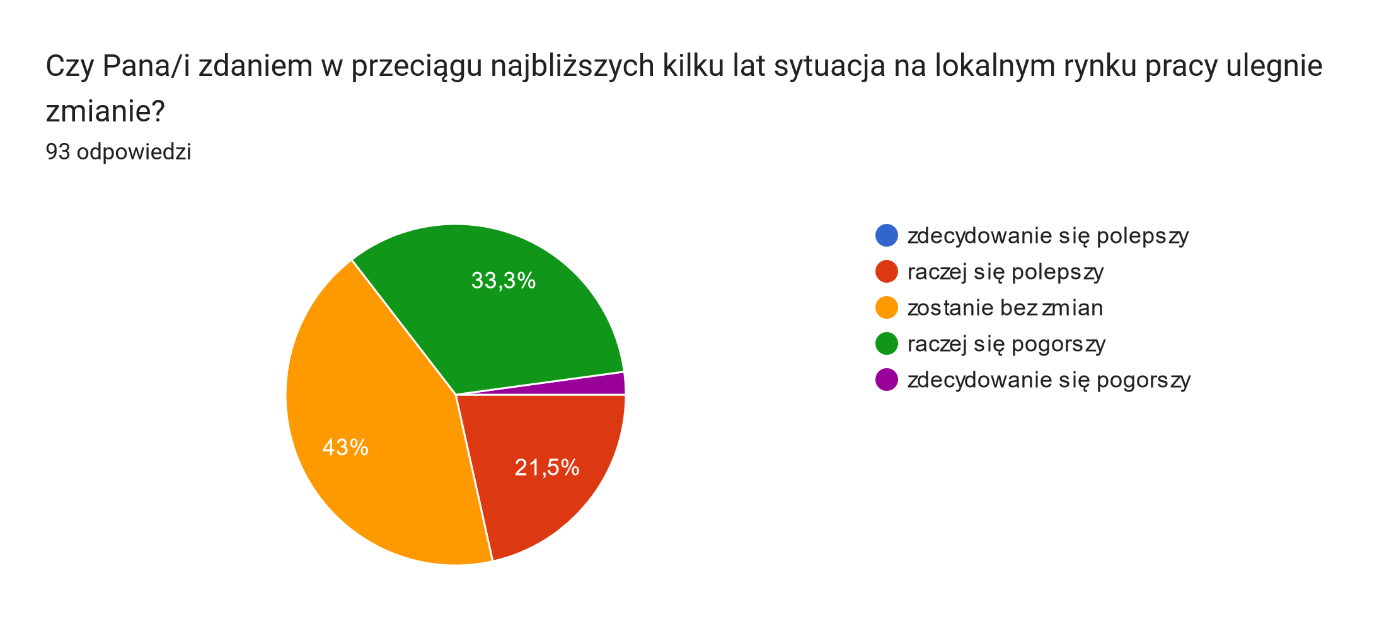 Czy Pana/i zdaniem w przeciągu najbliższych kilku lat sytuacja na lokalnym rynku pracy ulegnie
zmianie?
93 odpowiedzi
33,3%
43%
21,5%
zdecydowanie się polepszy
raczej się polepszy
zostanie bez zmian
raczej się pogorszy
zdecydowanie się pogorszy